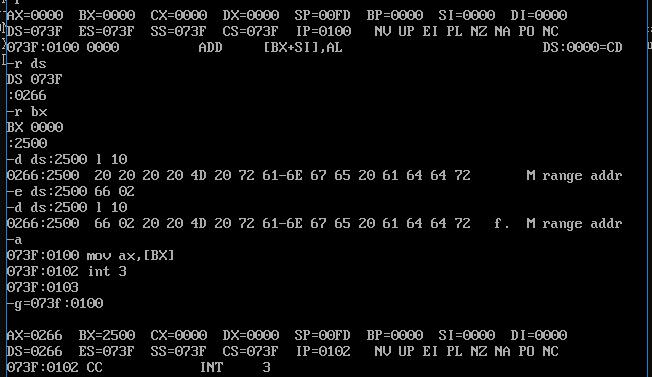 AX=0000  BX=0000  CX=0000  DX=0000  SP=00FD  BP=0000  SI=0000  DI=0000
DS=073F  ES=073F  SS=073F  CS=073F  IP=0100   NV UP EI PL NZ NA PO NC
073F:0100 0000          ADD     [BX+SI],AL                         DS:0000=CD
-r ds
DS 073F
:0266
-r bx
BX 0000
:2500
-d ds:2500 l 10
0266:2500  20 20 20 20 4D 20 72 61-6E 67 65 20 61 64 64 72       M range addr
-e ds:2500 66 02
-d ds:2500 l 10
0266:2500  66 02 20 20 4D 20 72 61-6E 67 65 20 61 64 64 72   f.  M range addr
-a
073F:0100 mov ax,[BX]
073F:0102 int 3
073F:0103
-g=073f:0100
AX=0266  BX=2500  CX=0000  DX=0000  SP=00FD  BP=0000  SI=0000  DI=0000
DS=0266  ES=073F  SS=073F  CS=073F  IP=0102   NV UP EI PL NZ NA PO NC
073F:0102 CC            INT     3